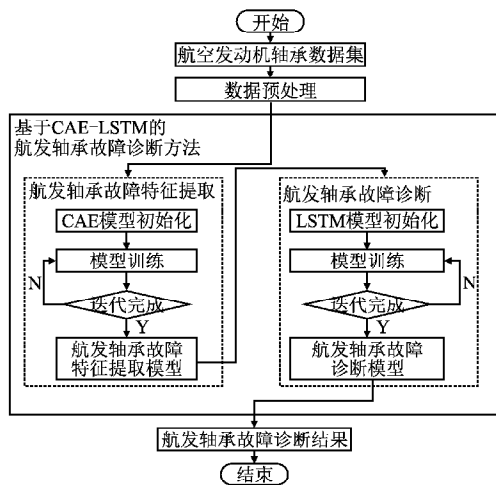 开始
航空发动机轴承数据集
数据预处理
基于CAE-LSTM的
航发轴承故障诊断方法
航发轴承故障特征提取
CAE模型初始化
模型训练
N
迭代完成
Y
航发轴承故障
特征提取模型
航发轴承故障诊断
LSTM模型初始化
模型训练
N
迭代完成
Y
航发轴承故障
诊断模型
航发轴承故障诊断结果
结束